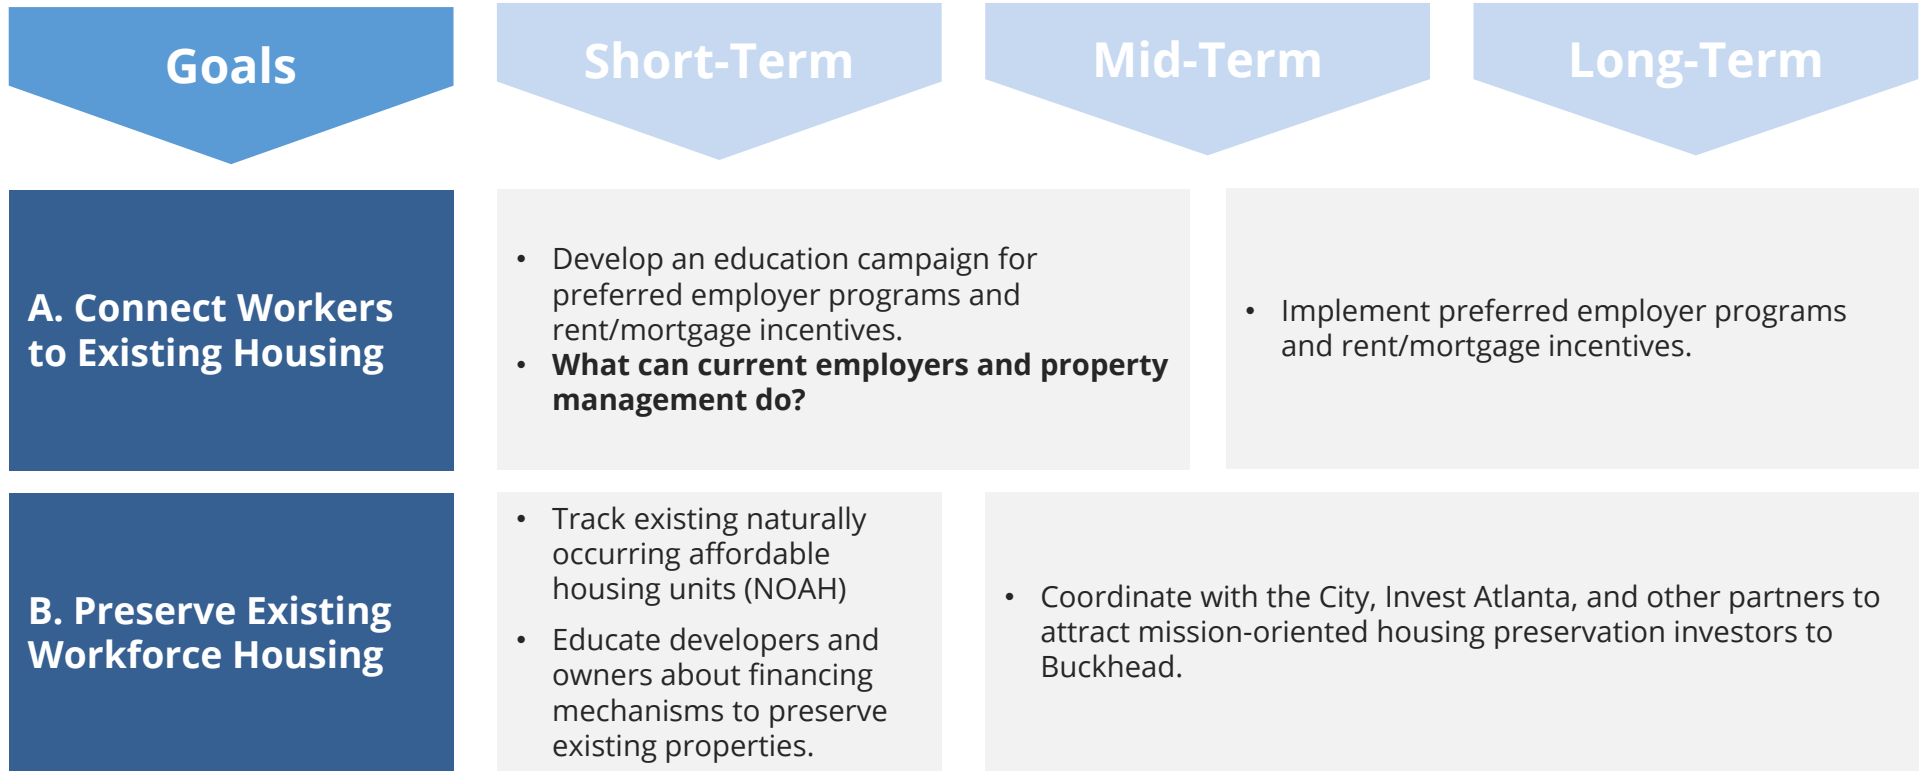 Goals
Short-Term
Mid-Term
Long-Term
A. Connect Workers
to Existing Housing
• Develop an education campaign for
preferred employer programs and
rent/mortgage incentives.
• What can current employers and property
management do?
• Implement preferred employer programs
and rent/mortgage incentives.
B. Preserve Existing
Workforce Housing
• Track existing naturally
occurring affordable
housing units (NOAH)
• Educate developers and
owners about financing
mechanisms to preserve
existing properties.
• Coordinate with the City, Invest Atlanta, and other partners to
attract mission-oriented housing preservation investors to
Buckhead.